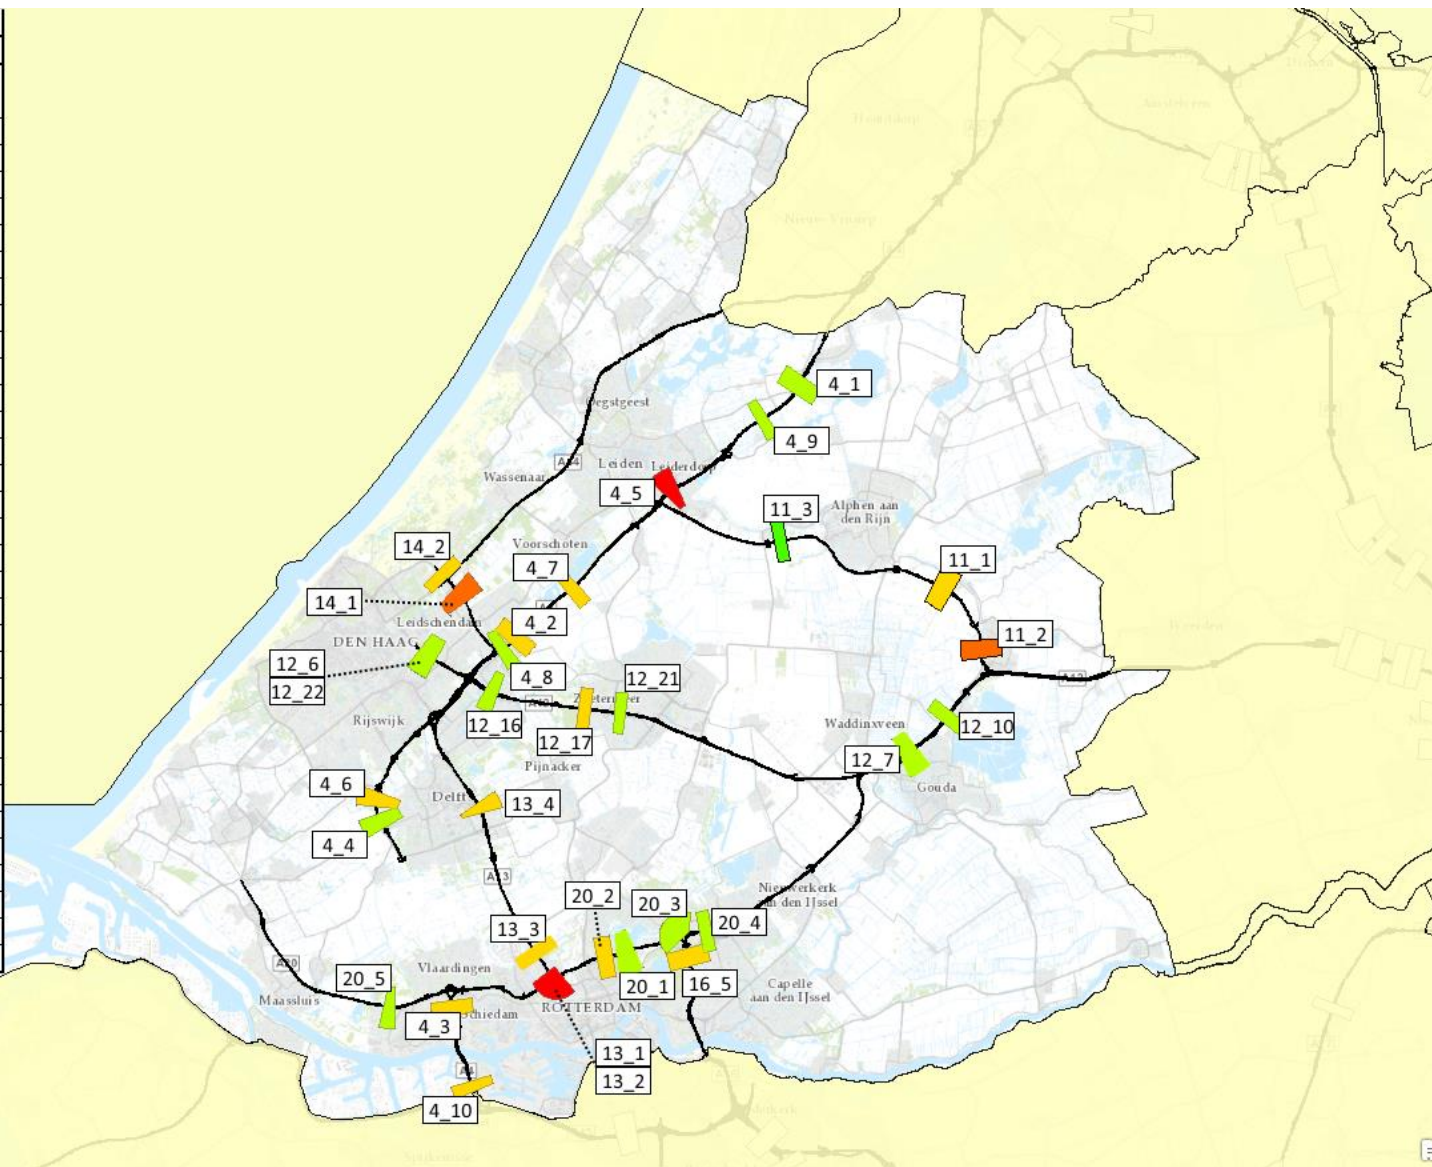 4_1
4_9
Oegstgeest
A44
Leiden
Leiderdorp
Wassenaar
4_5
11_3
Alphen aan
den Rijn
14_2
Voorschoten
4_7
11_1
14_1
Leidschendam
4_2
DEN HAAG
11_2
12_6
12_22
4_8
12_21
A12
A12
Zoetermeer
Rijswijk
12_16
12_17
Waddinxveen
12_10
Pijnacker
12_7
Gouda
4_6
Delft
13_4
4_4
A13
Nieuwerkerk
aan den IJssel
20_2
20_3
20_4
13_3
A20
Vlaardingen
20_5
20_1
16_5
Capelle
aan den IJssel
Maassluis
ROTTERDAM
4_3
Schiedam
13_1
13_2
A4
4_10